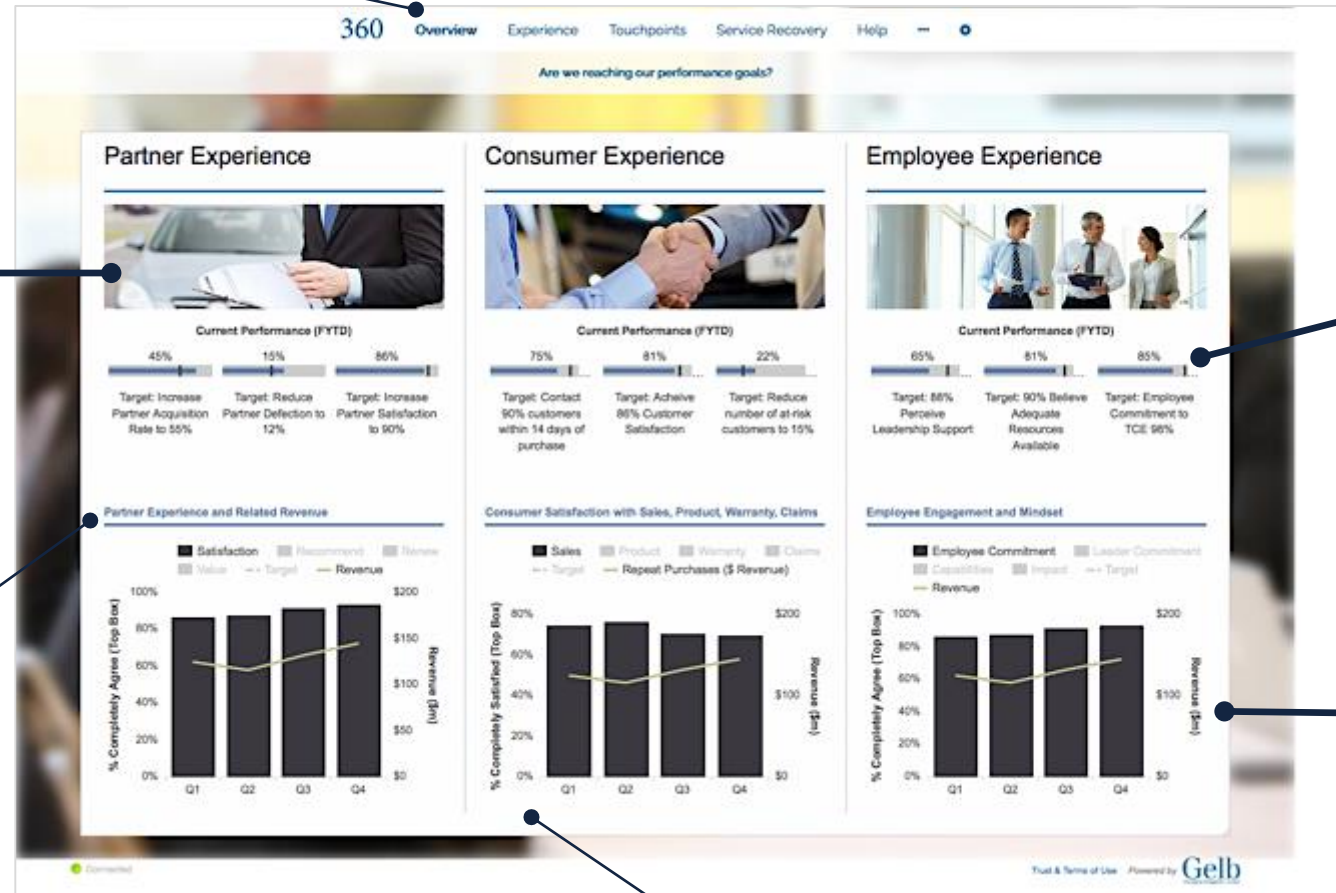 360 Overview Experience Touchpoints Service Recovery Help
Are we reaching our performance goals?
Partner Experience
Current Performance (FYTD)
45% 15% 86%
Target: Increase Partner Acquisition Rate to 55%
Target: Reduce Partner Defection to 12%
Target: Increase Partner Satisfaction to 90%
Partner Experience and Related Revenue
Satisfaction Recommend Renew
Value Target Revenue
% Completely Agree (Top Box)
100%
80%
60%
40%
20%
0%
$200
$150
$100
$50
$0
Revenue ($m)
Q1 Q2 Q3 Q4
Consumer Experience
Current Performance (FYTD)
75% 81% 22%
Target: Contact 90% customers within 14 days of purchase
Target: Acheive 86% Customer Satisfaction
Target: Reduce number of at-risk customers to 15%
Consumer Satisfaction with Sales, Product, Warranty, Claims
Sales Product Warranty Claims
Target Repeat Purchases ($ Revenue)
% Completely Satisfied (Top Box)
80%
60%
40%
20%
0%
$200
$100
$0
Revenue ($m)
Q1 Q2 Q3 Q4
Employee Experience
Current Performance (FYTD)
65% 81% 85%
Target: 88% Perceive Leadership Support
Target: 90% Believe Adequate Resources Available
Target: Employee Commitment to TCE 98%
Employee Engagement and Mindset
Employee Commitment Leader Commitment
Capabilities Impact Target
Revenue
% Completely Agree (Top Box)
100%
80%
60%
40%
20%
0%
$200
$100
$0
Revenue ($m)
Q1 Q2 Q3 Q4
Connected
Trust & Terms of Use Powered by Gelb